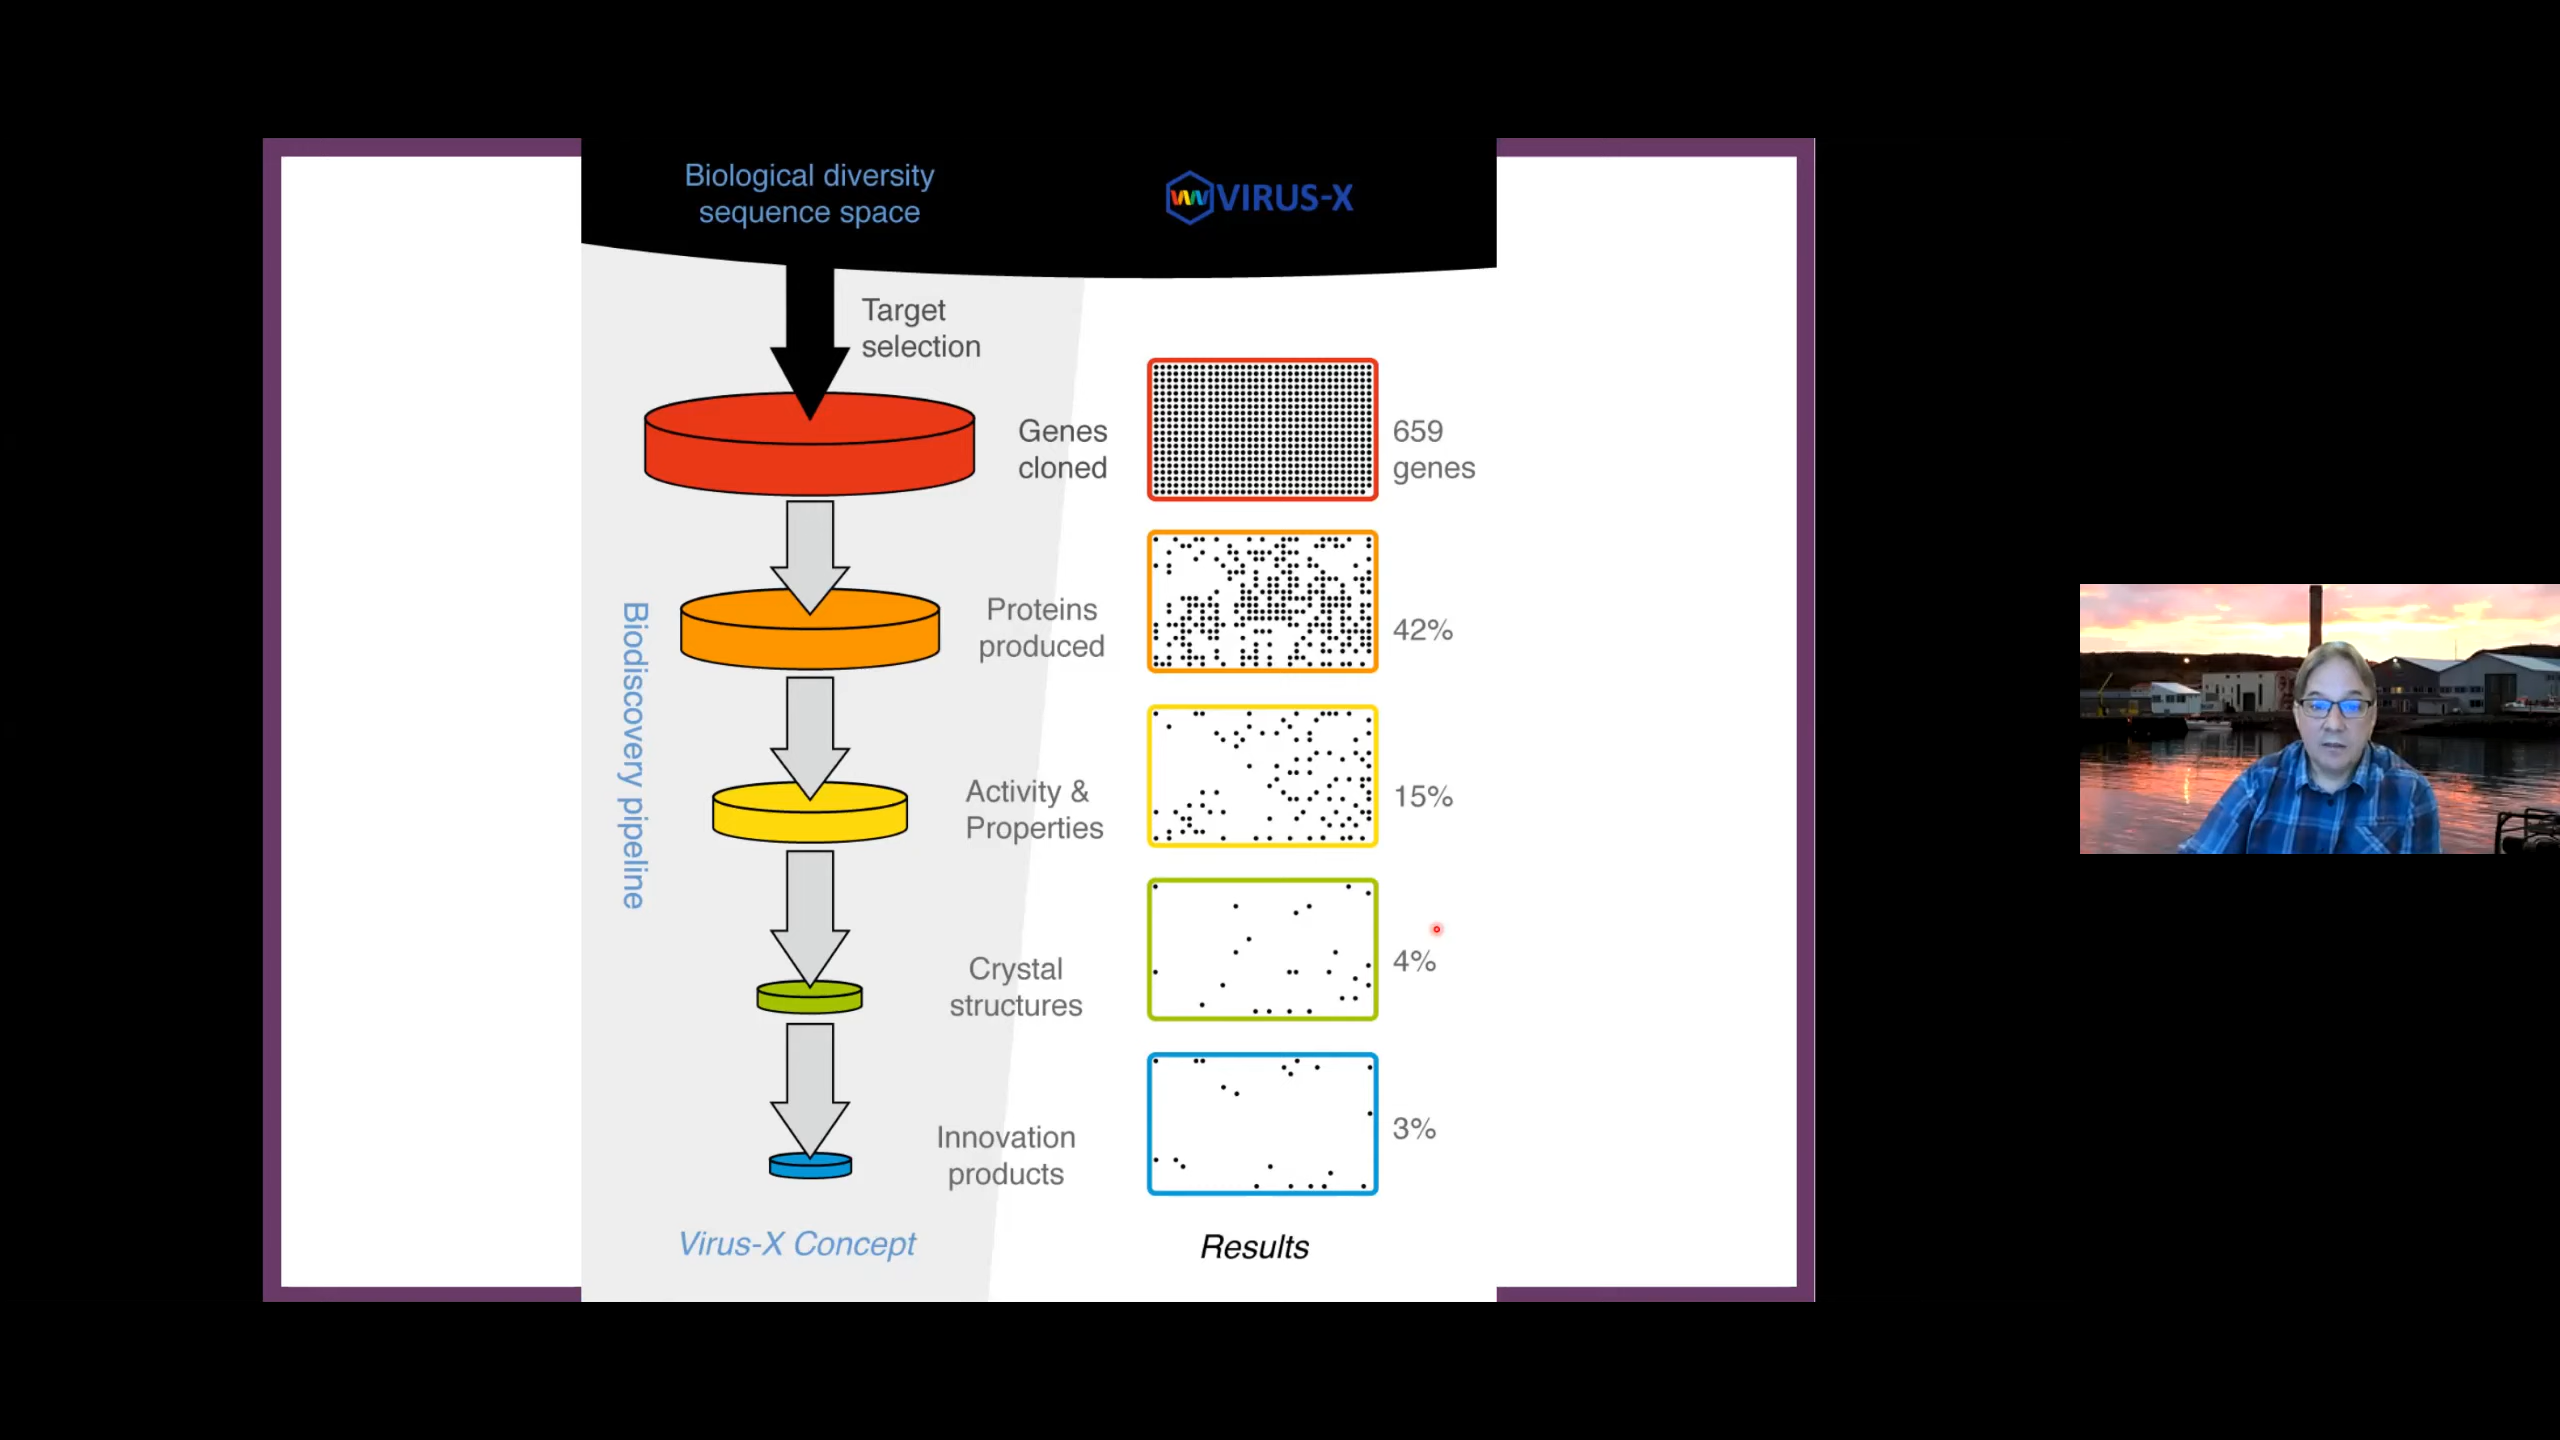 Biological diversity
sequence space
VIRUS-X
Target
selection
Genes
cloned
659
genes
Biodiscovery pipeline
Proteins
produced
42%
Activity &
Properties
15%
Crystal
structures
4%
Innovation
products
3%
Virus-X Concept
Results